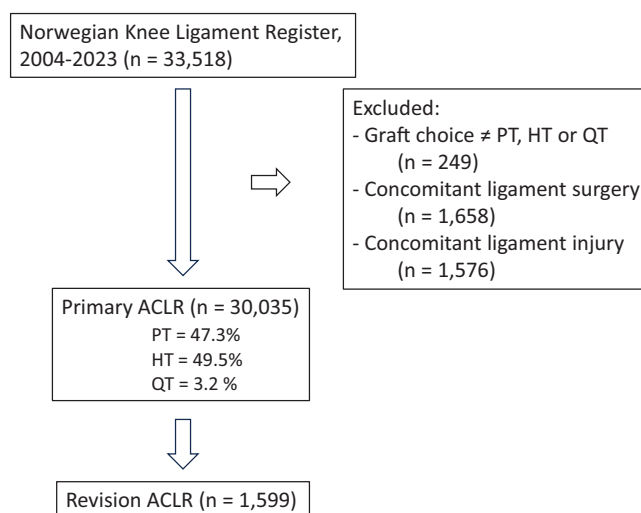 Norwegian Knee Ligament Register,
2004-2023 (n = 33,518)
Excluded:
- Graft choice ≠ PT, HT or QT
(n = 249)
- Concomitant ligament surgery
(n = 1,658)
- Concomitant ligament injury
(n = 1,576)
Primary ACLR (n = 30,035)
PT = 47.3%
HT = 49.5%
QT = 3.2 %
Revision ACLR (n = 1,599)